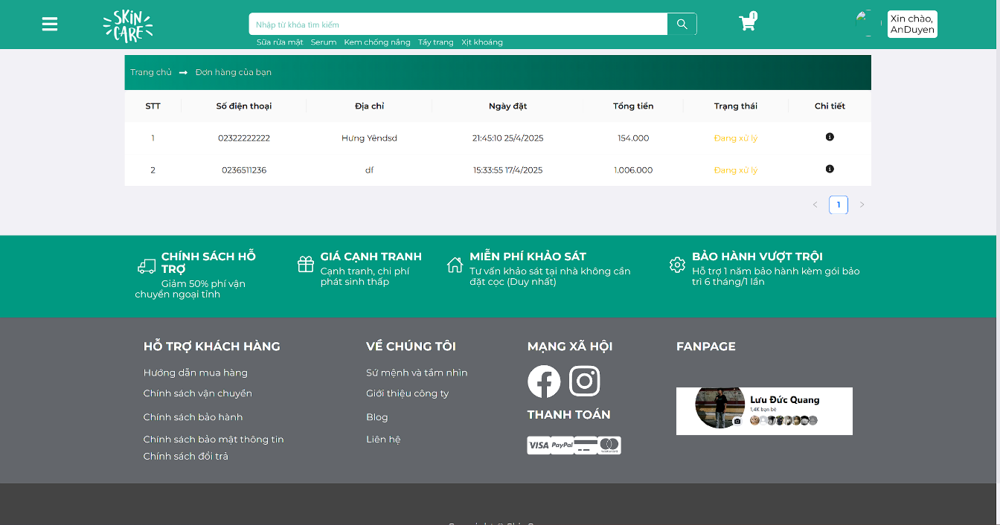 SKIN
CARE
Nhập từ khóa tìm kiếm
1
Xin chào,
AnDuyen
Sữa rửa mặt Serum Kem chống nắng Tẩy trang Xịt khoáng
Trang chủ Đơn hàng của bạn
STT Số điện thoại Địa chỉ Ngày đặt Tổng tiền Trạng thái Chi tiết
1 02322222222 Hưng Yêndsd 21:45:10 25/4/2025 154.000 Đang xử lý
2 0236511236 df 15:33:55 17/4/2025 1.006.000 Đang xử lý
1
CHÍNH SÁCH HỖ
TRỢ
Giảm 50% phí vận
chuyển ngoại tỉnh
GIÁ CẠNH TRANH
Cạnh tranh, chi phí
phát sinh thấp
MIỄN PHÍ KHẢO SÁT
Tư vấn khảo sát tại nhà không cần
đặt cọc (Duy nhất)
BẢO HÀNH VƯỢT TRỘI
Hỗ trợ 1 năm bảo hành kèm gói bảo
trì 6 tháng/1 lần
HỖ TRỢ KHÁCH HÀNG
Hướng dẫn mua hàng
Chính sách vận chuyển
Chính sách bảo hành
Chính sách bảo mật thông tin
Chính sách đổi trả
VỀ CHÚNG TÔI
Sứ mệnh và tầm nhìn
Giới thiệu công ty
Blog
Liên hệ
MẠNG XÃ HỘI
THANH TOÁN
VISA PayPal
FANPAGE
Lưu Đức Quang
1,4K bạn bè